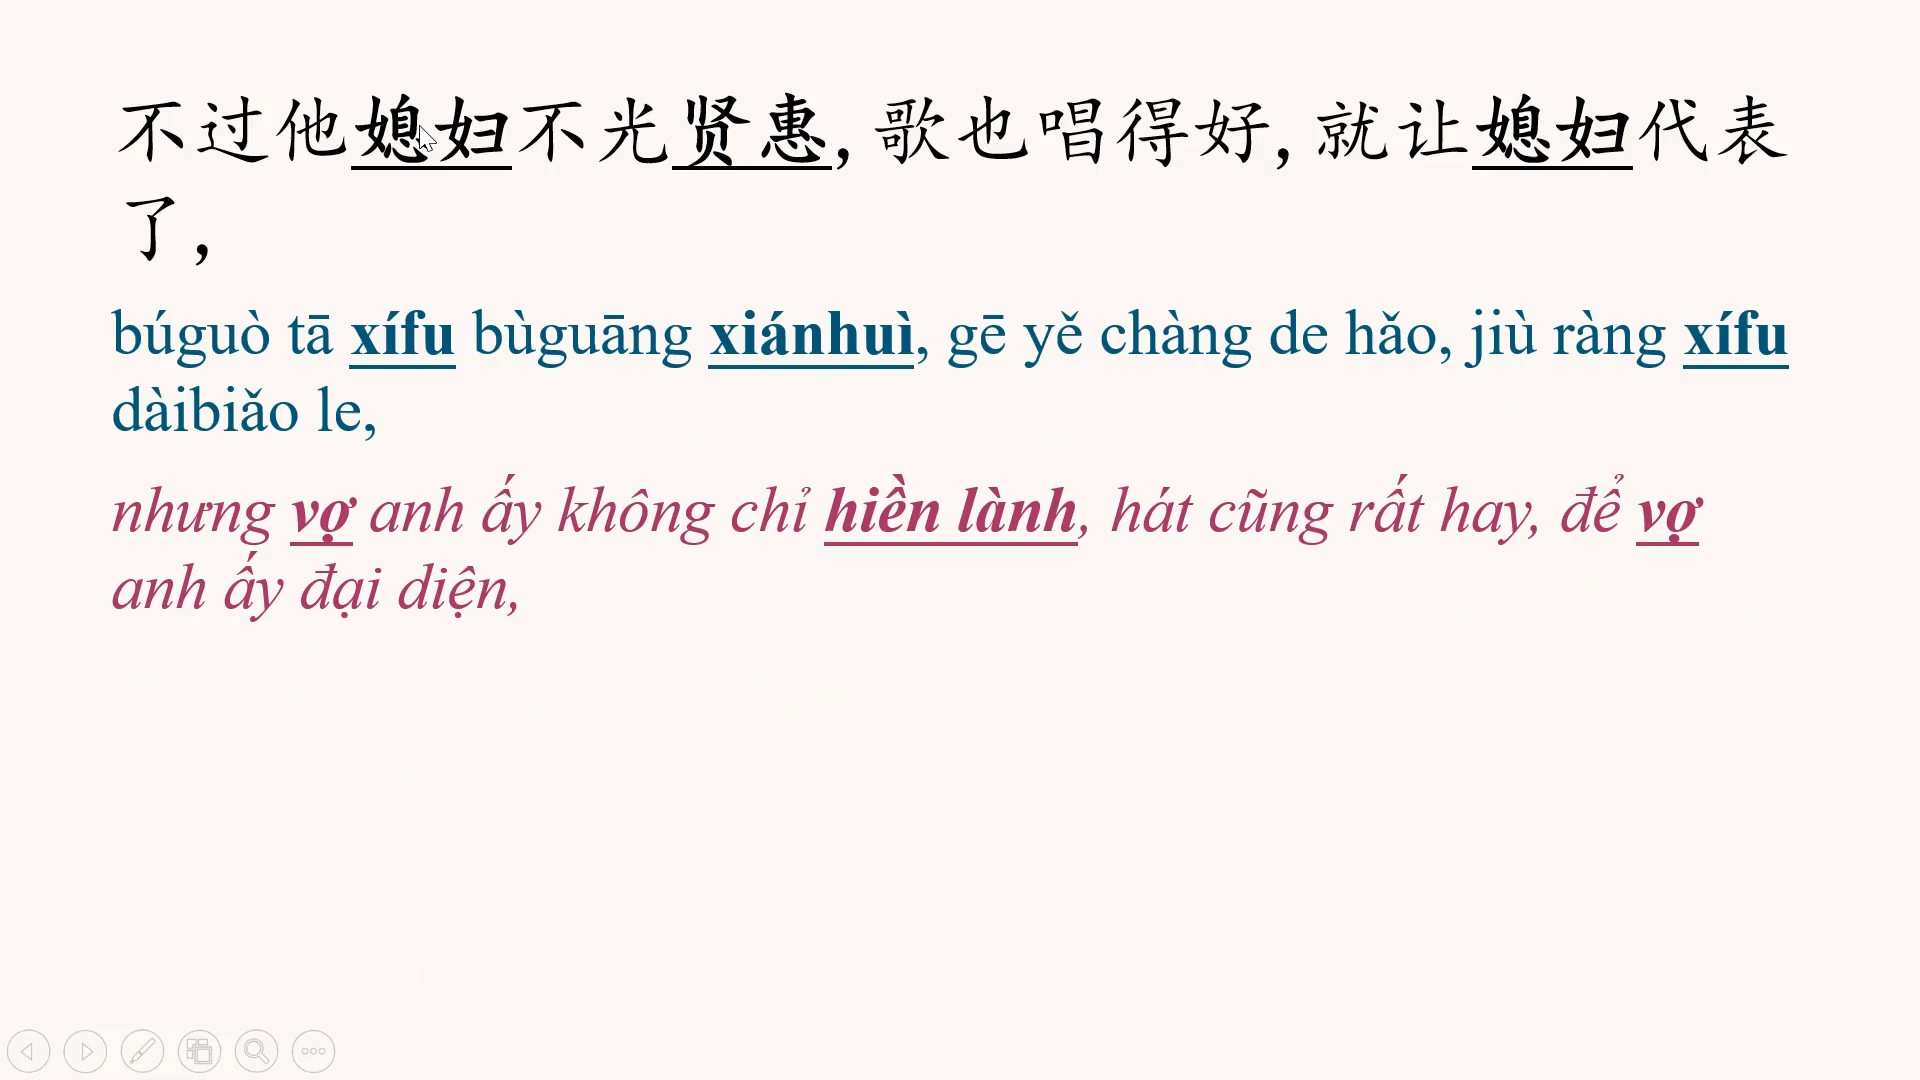 不过他媳妇不光贤惠,歌也唱得好,就让媳妇代表
了,
búguò tā xífu bùguāng xiánhuì, gē yě chàng de hǎo, jiù ràng xífu
dàibiǎo le,
nhưng vợ anh ấy không chỉ hiền lành, hát cũng rất hay, để vợ
anh ấy đại diện,